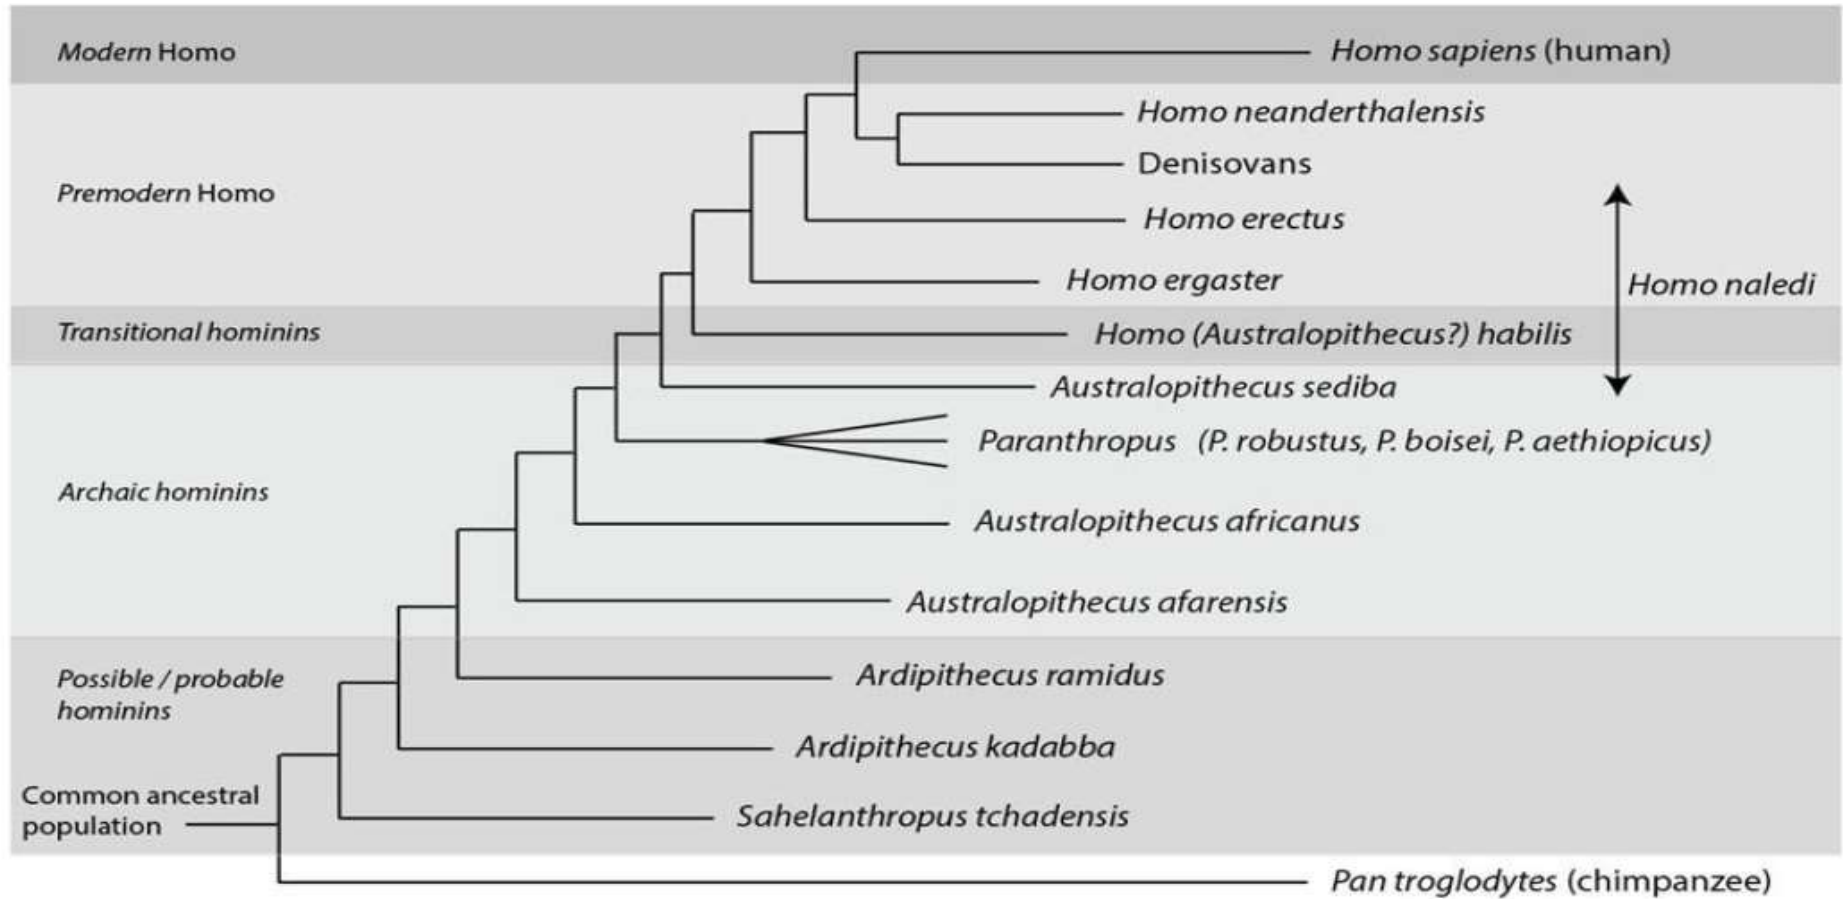 Modern Homo
Homo sapiens (human)
Homo neanderthalensis
Denisovans
Premodern Homo
Homo erectus
Homo ergaster
Homo naledi
Transitional hominins
Homo (Australopithecus?) habilis
Australopithecus sediba
Paranthropus (P. robustus, P. boisei, P. aethiopicus)
Archaic hominins
Australopithecus africanus
Australopithecus afarensis
Possible / probable
hominins
Ardipithecus ramidus
Ardipithecus kadabba
Common ancestral
population
Sahelanthropus tchadensis
Pan troglodytes (chimpanzee)